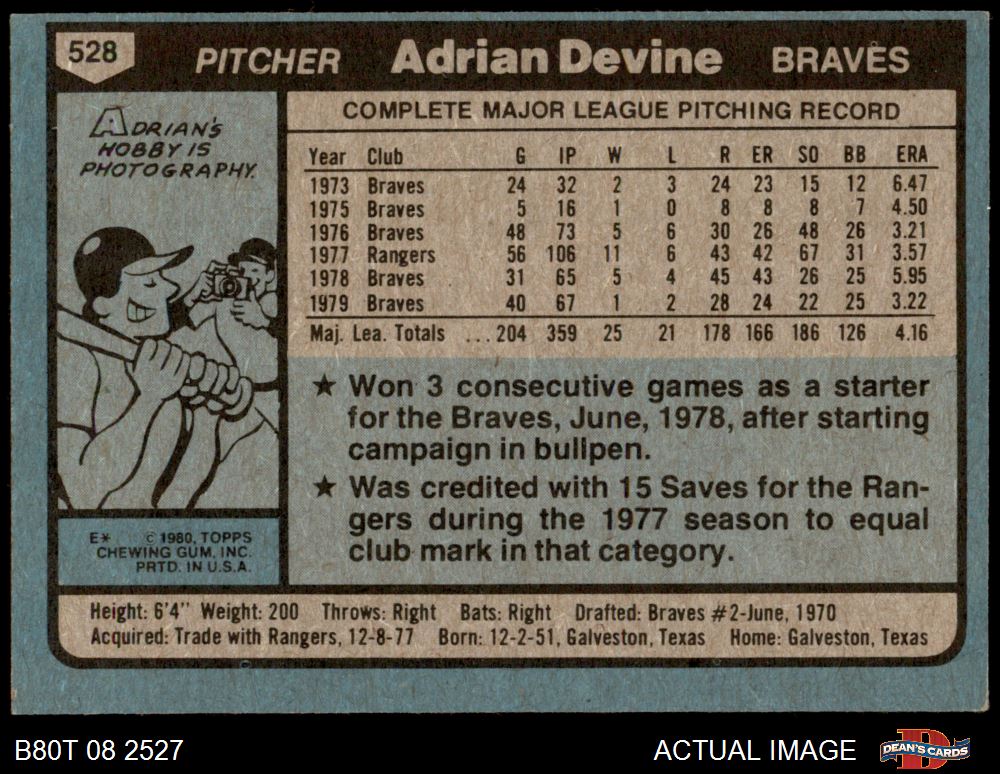 528 PITCHER Adrian Devine BRAVES
ADRIAN'S
HOBBY IS
PHOTOGRAPHY.
E* © 1980, TOPPS
CHEWING GUM, INC.
PRTD. IN U.S.A.
COMPLETE MAJOR LEAGUE PITCHING RECORD
Year Club G IP W L R ER SO BB ERA
1973 Braves 24 32 2 3 24 23 15 12 6.47
1975 Braves 5 16 1 0 8 8 8 7 4.50
1976 Braves 48 73 5 6 30 26 48 26 3.21
1977 Rangers 56 106 11 6 43 42 67 31 3.57
1978 Braves 31 65 5 4 45 43 26 25 5.95
1979 Braves 40 67 1 2 28 24 22 25 3.22
Maj. Lea. Totals ... 204 359 25 21 178 166 186 126 4.16
★ Won 3 consecutive games as a starter
for the Braves, June, 1978, after starting
campaign in bullpen.
★ Was credited with 15 Saves for the Ran-
gers during the 1977 season to equal
club mark in that category.
Height: 6'4" Weight: 200 Throws: Right Bats: Right Drafted: Braves #2-June, 1970
Acquired: Trade with Rangers, 12-8-77 Born: 12-2-51, Galveston, Texas Home: Galveston, Texas
B80T 08 2527 ACTUAL IMAGE DEAN'S CARDS